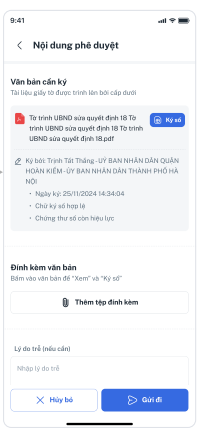 9:41
Nội dung phê duyệt
Văn bản cần ký
Tài liệu giấy tờ được trình lên bởi cấp dưới
Tờ trình UBND sửa quyết định 18 Tờ
trình UBND sửa quyết định 18 Tờ trình
UBND sửa quyết định 18.pdf
Ký số
Ký bởi: Trịnh Tất Thắng - UỶ BAN NHÂN DÂN QUẬN
HOÀN KIẾM - ỦY BAN NHÂN DÂN THÀNH PHỐ HÀ
NỘI
• Ngày ký: 25/11/2024 14:34:04
• Chữ ký số hợp lệ
• Chứng thư số còn hiệu lực
Đính kèm văn bản
Bấm vào văn bản để "Xem" và "Ký số"
Thêm tệp đính kèm
Lý do trễ (nếu cần)
Nhập lý do trễ
Hủy bỏ
Gửi đi